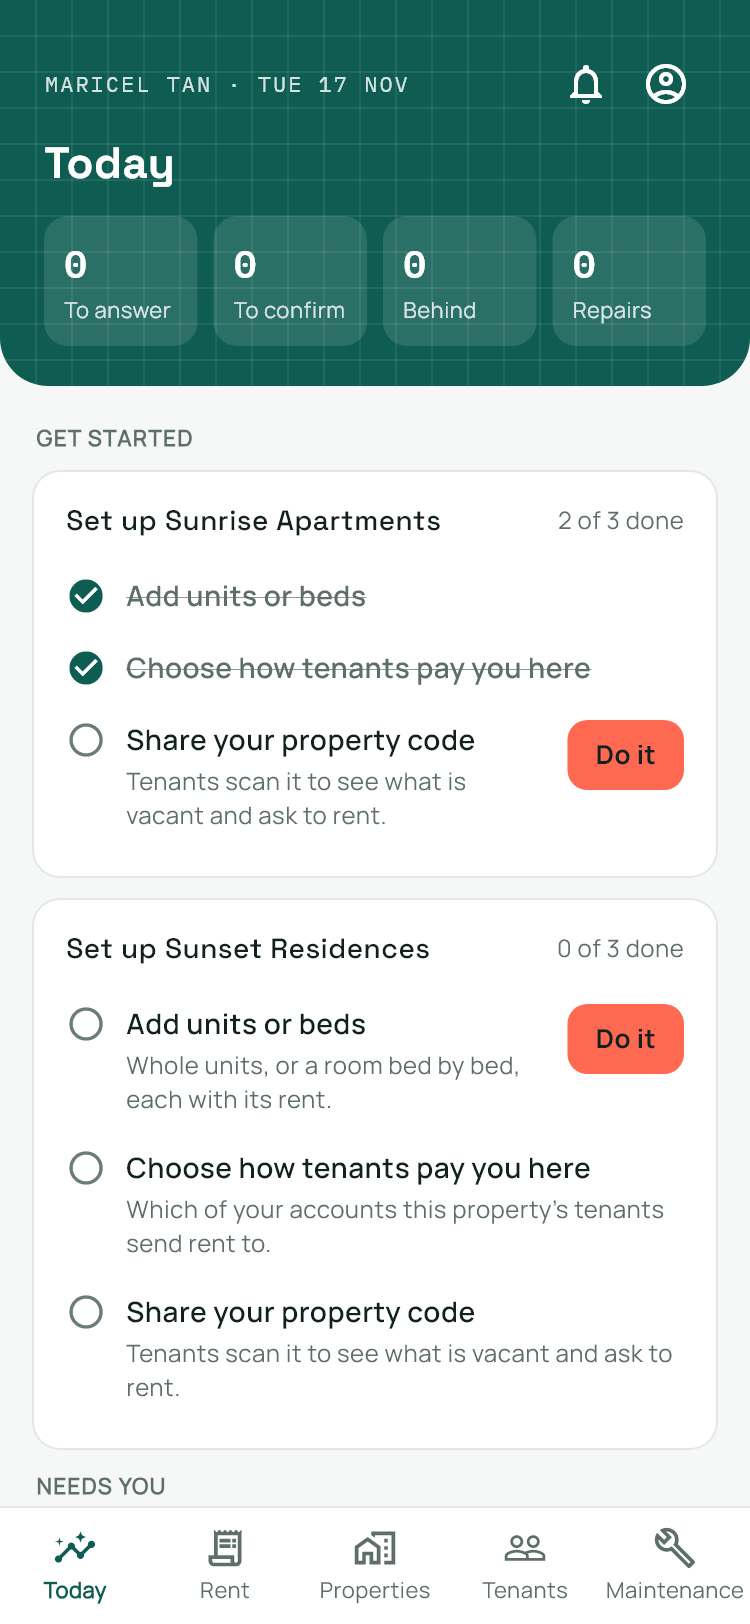 MARICEL TAN · TUE 17 NOV
Today
0
To answer
0
To confirm
0
Behind
0
Repairs
GET STARTED
Set up Sunrise Apartments
2 of 3 done
Add units or beds
Choose how tenants pay you here
Share your property code
Do it
Tenants scan it to see what is
vacant and ask to rent.
Set up Sunset Residences
0 of 3 done
Add units or beds
Do it
Whole units, or a room bed by bed,
each with its rent.
Choose how tenants pay you here
Which of your accounts this property’s tenants
send rent to.
Share your property code
Tenants scan it to see what is vacant and ask to
rent.
NEEDS YOU
Today
Rent
Properties
Tenants
Maintenance